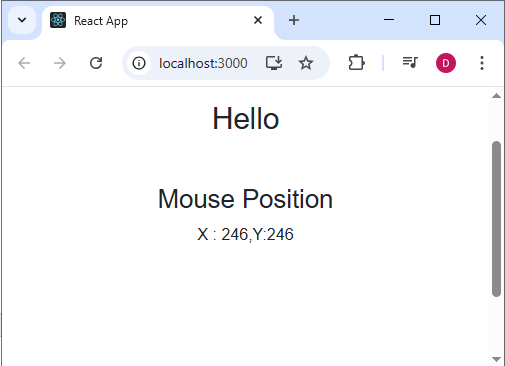 React App
localhost:3000
D
Hello
Mouse Position
X : 246,Y:246